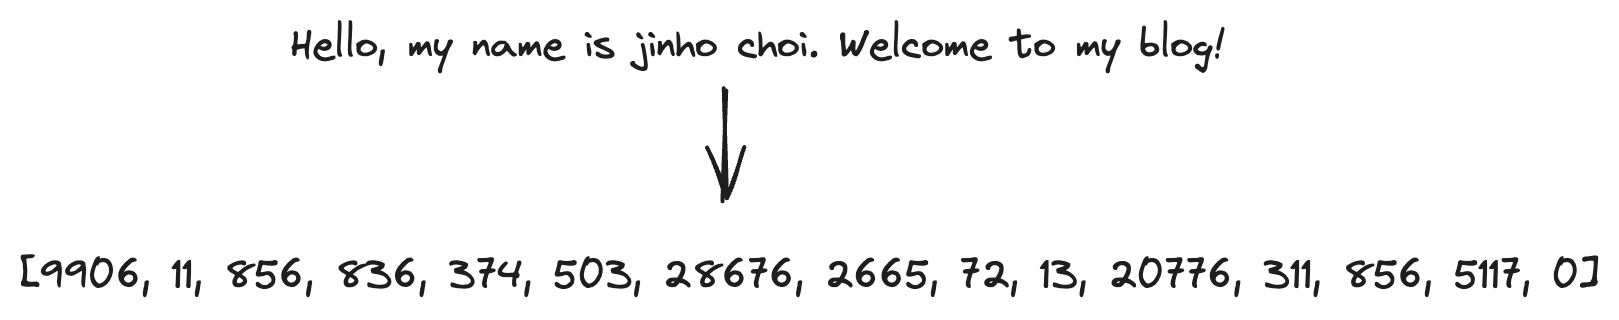 Hello, my name is jinho choi. Welcome to my blog!
[9906, 11, 856, 836, 374, 503, 28676, 2665, 72, 13, 20776, 311, 856, 5117, 0]